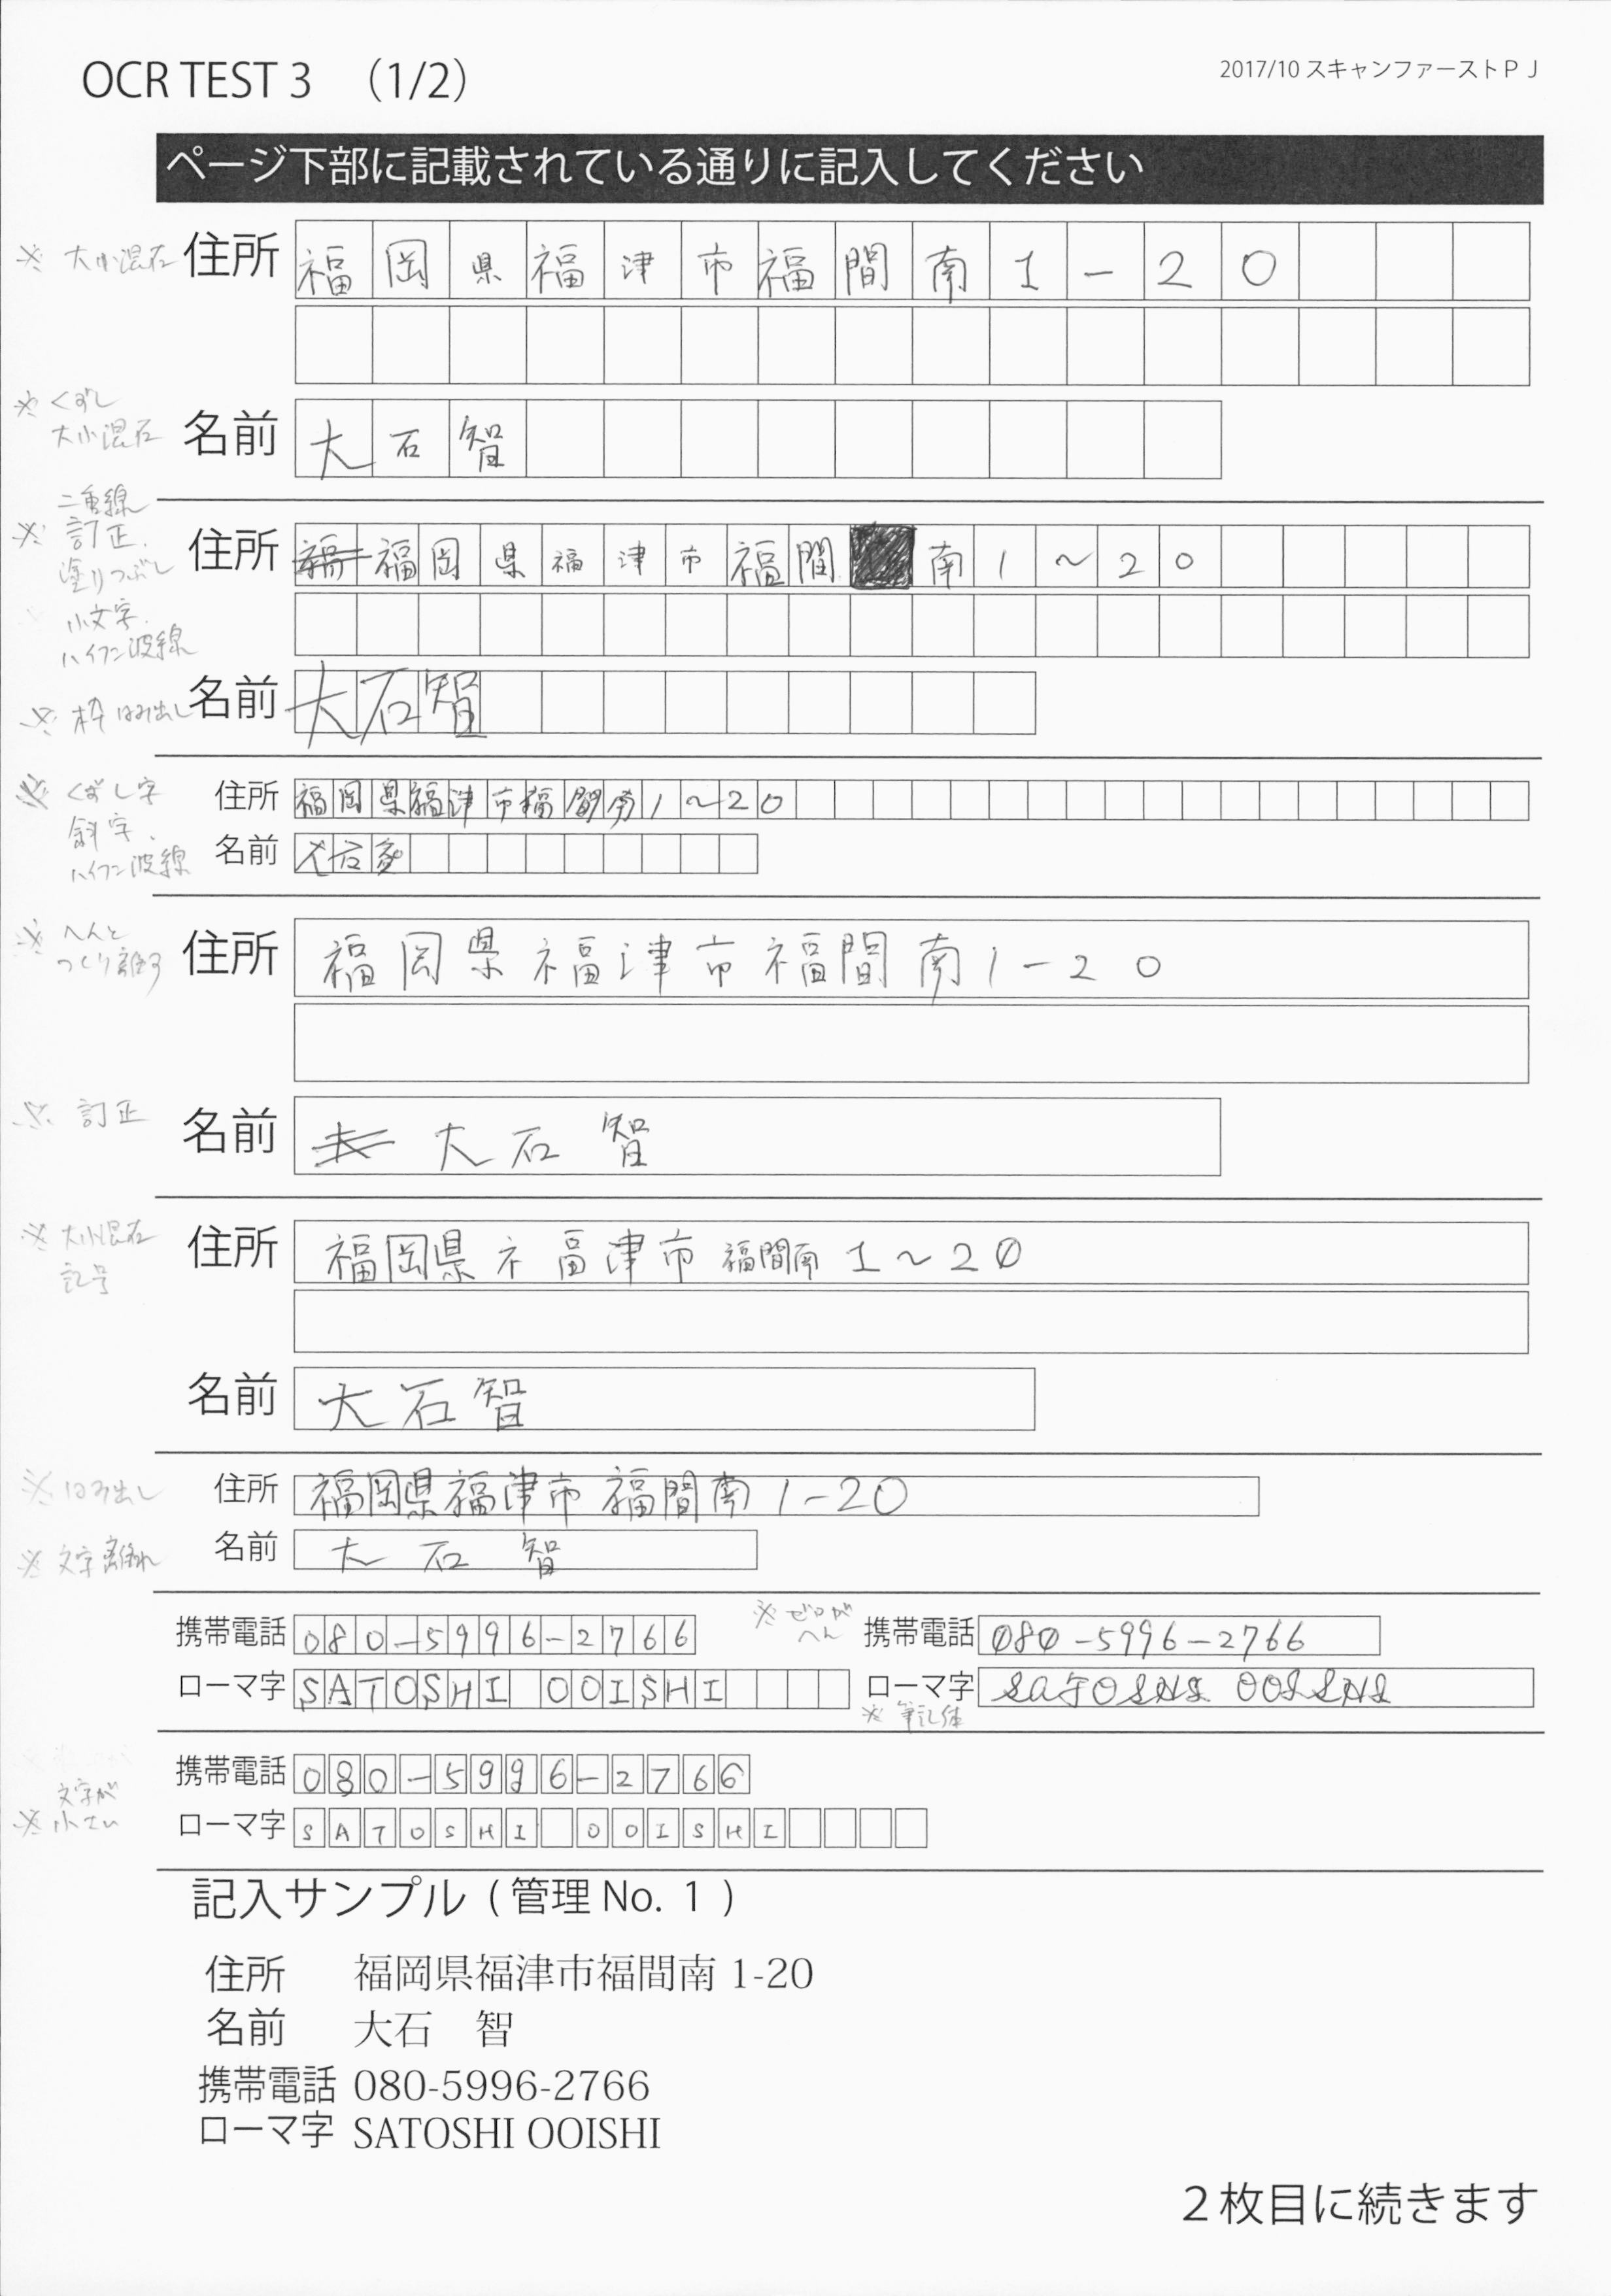 OCR TEST 3 （1/2）
2017/10 スキャンファーストＰＪ
ページ下部に記載されている通りに記入してください
※ 大小混在
住所 福岡県福津市福間南1-20
※ くずし
大小混在
名前 大石智
二重線
※ 訂正.
塗りつぶし
小文字.
ハイフン波線
住所 福福岡県福津市福間南1~20
※ 枠はみ出し
名前 大石智
※ くずし字
斜字.
ハイフン波線
住所 福岡県福津市福間南1~20
名前 大石智
※ へんと
つくり離す
住所 福岡県福津市福間南1-20
※ 訂正
名前 大 大石智
※ 大小混在
記号
住所 福岡県ネ畐津市福間南1~20
名前 大石智
※ はみ出し
住所 福岡県福津市福間南1-20
※ 文字離れ
名前 大石智
携帯電話 080-5996-2766
※ ゼロが
へん
携帯電話 080-5996-2766
ローマ字 SATOSHI OOISHI
ローマ字 SATOSHI OOISHI
※ 筆記体
携帯電話 080-5996-2766
文字が
※ 小さい
ローマ字 SATOSHI OOISHI
記入サンプル ( 管理 No. 1 )
住所 福岡県福津市福間南 1-20
名前 大石 智
携帯電話 080-5996-2766
ローマ字 SATOSHI OOISHI
２枚目に続きます